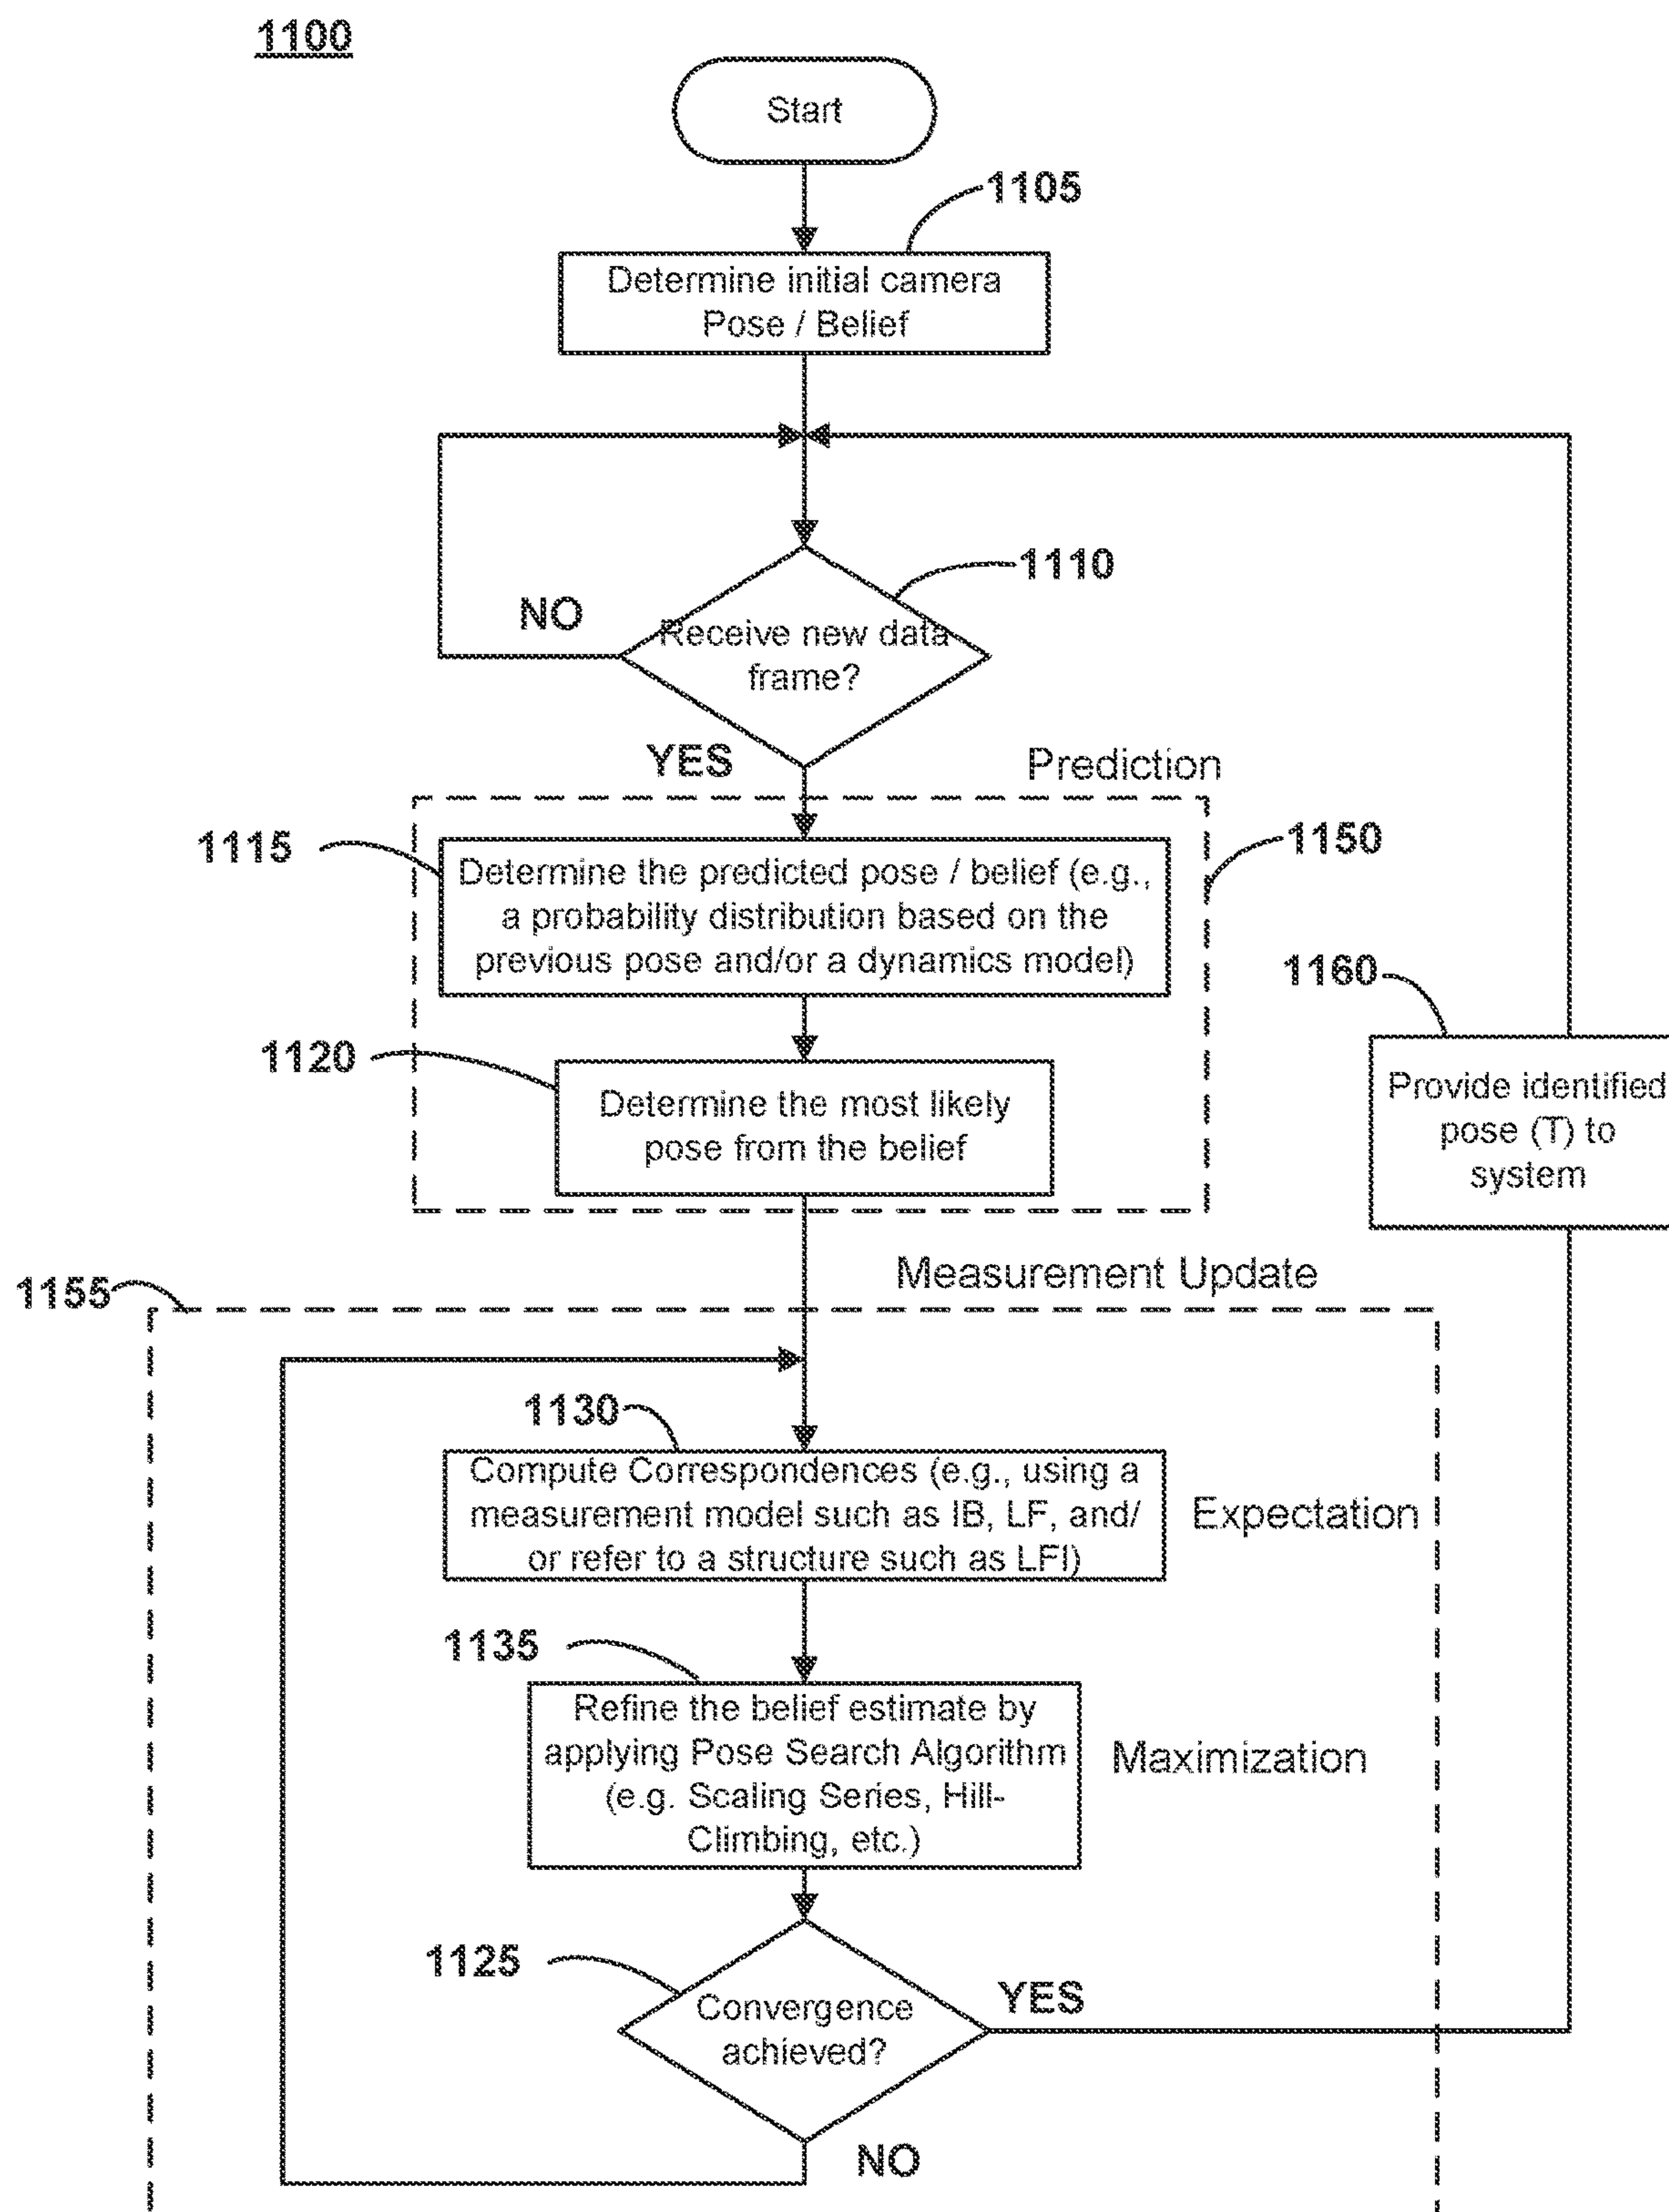 1100
Start
1105
Determine initial camera
Pose / Belief
1110
NO
Receive new data
frame?
YES
Prediction
1115
1150
Determine the predicted pose / belief (e.g.,
a probability distribution based on the
previous pose and/or a dynamics model)
1160
1120
Determine the most likely
pose from the belief
Provide identified
pose (T) to
system
Measurement Update
1155
1130
Compute Correspondences (e.g., using a
measurement model such as IB, LF, and/
or refer to a structure such as LFI)
Expectation
1135
Refine the belief estimate by
applying Pose Search Algorithm
(e.g. Scaling Series, Hill-
Climbing, etc.)
Maximization
1125
Convergence
achieved?
YES
NO